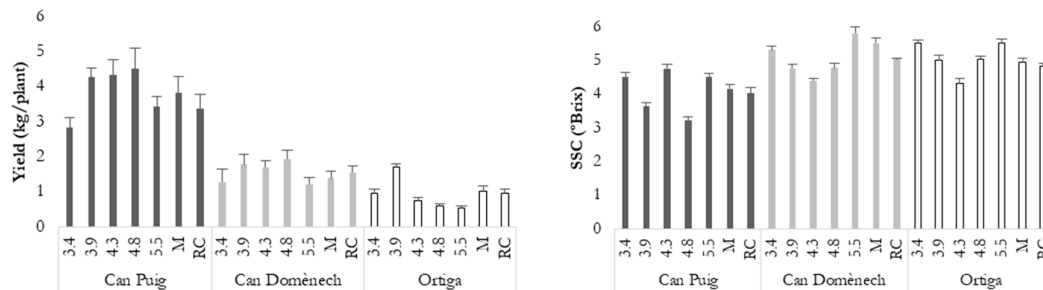 6
5
4
3
2
1
0
Yield (kg/plant)
3.4 3.9 4.3 4.8 5.5 M RC 3.4 3.9 4.3 4.8 5.5 M RC 3.4 3.9 4.3 4.8 5.5 M RC
Can Puig Can Domènech Ortiga
6
5
4
3
2
1
0
SSC (°Brix)
3.4 3.9 4.3 4.8 5.5 M RC 3.4 3.9 4.3 4.8 5.5 M RC 3.4 3.9 4.3 4.8 5.5 M RC
Can Puig Can Domènech Ortiga